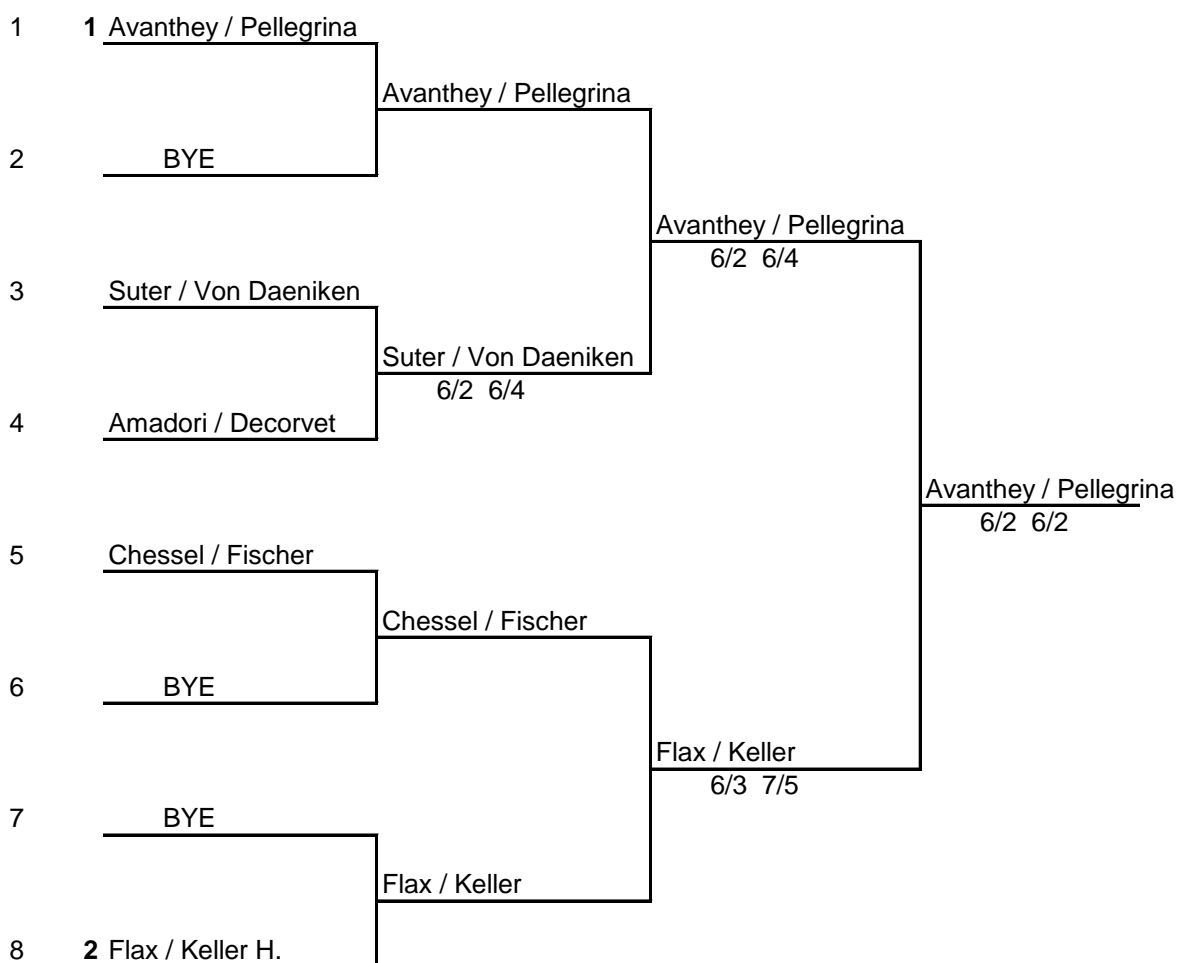 1 1 Avanthey / Pellegrina
Avanthey / Pellegrina
2 BYE
Avanthey / Pellegrina
6/2 6/4
3 Suter / Von Daeniken
Suter / Von Daeniken
6/2 6/4
4 Amadori / Decorvet
Avanthey / Pellegrina
6/2 6/2
5 Chessel / Fischer
Chessel / Fischer
6 BYE
Flax / Keller
6/3 7/5
7 BYE
Flax / Keller
8 2 Flax / Keller H.